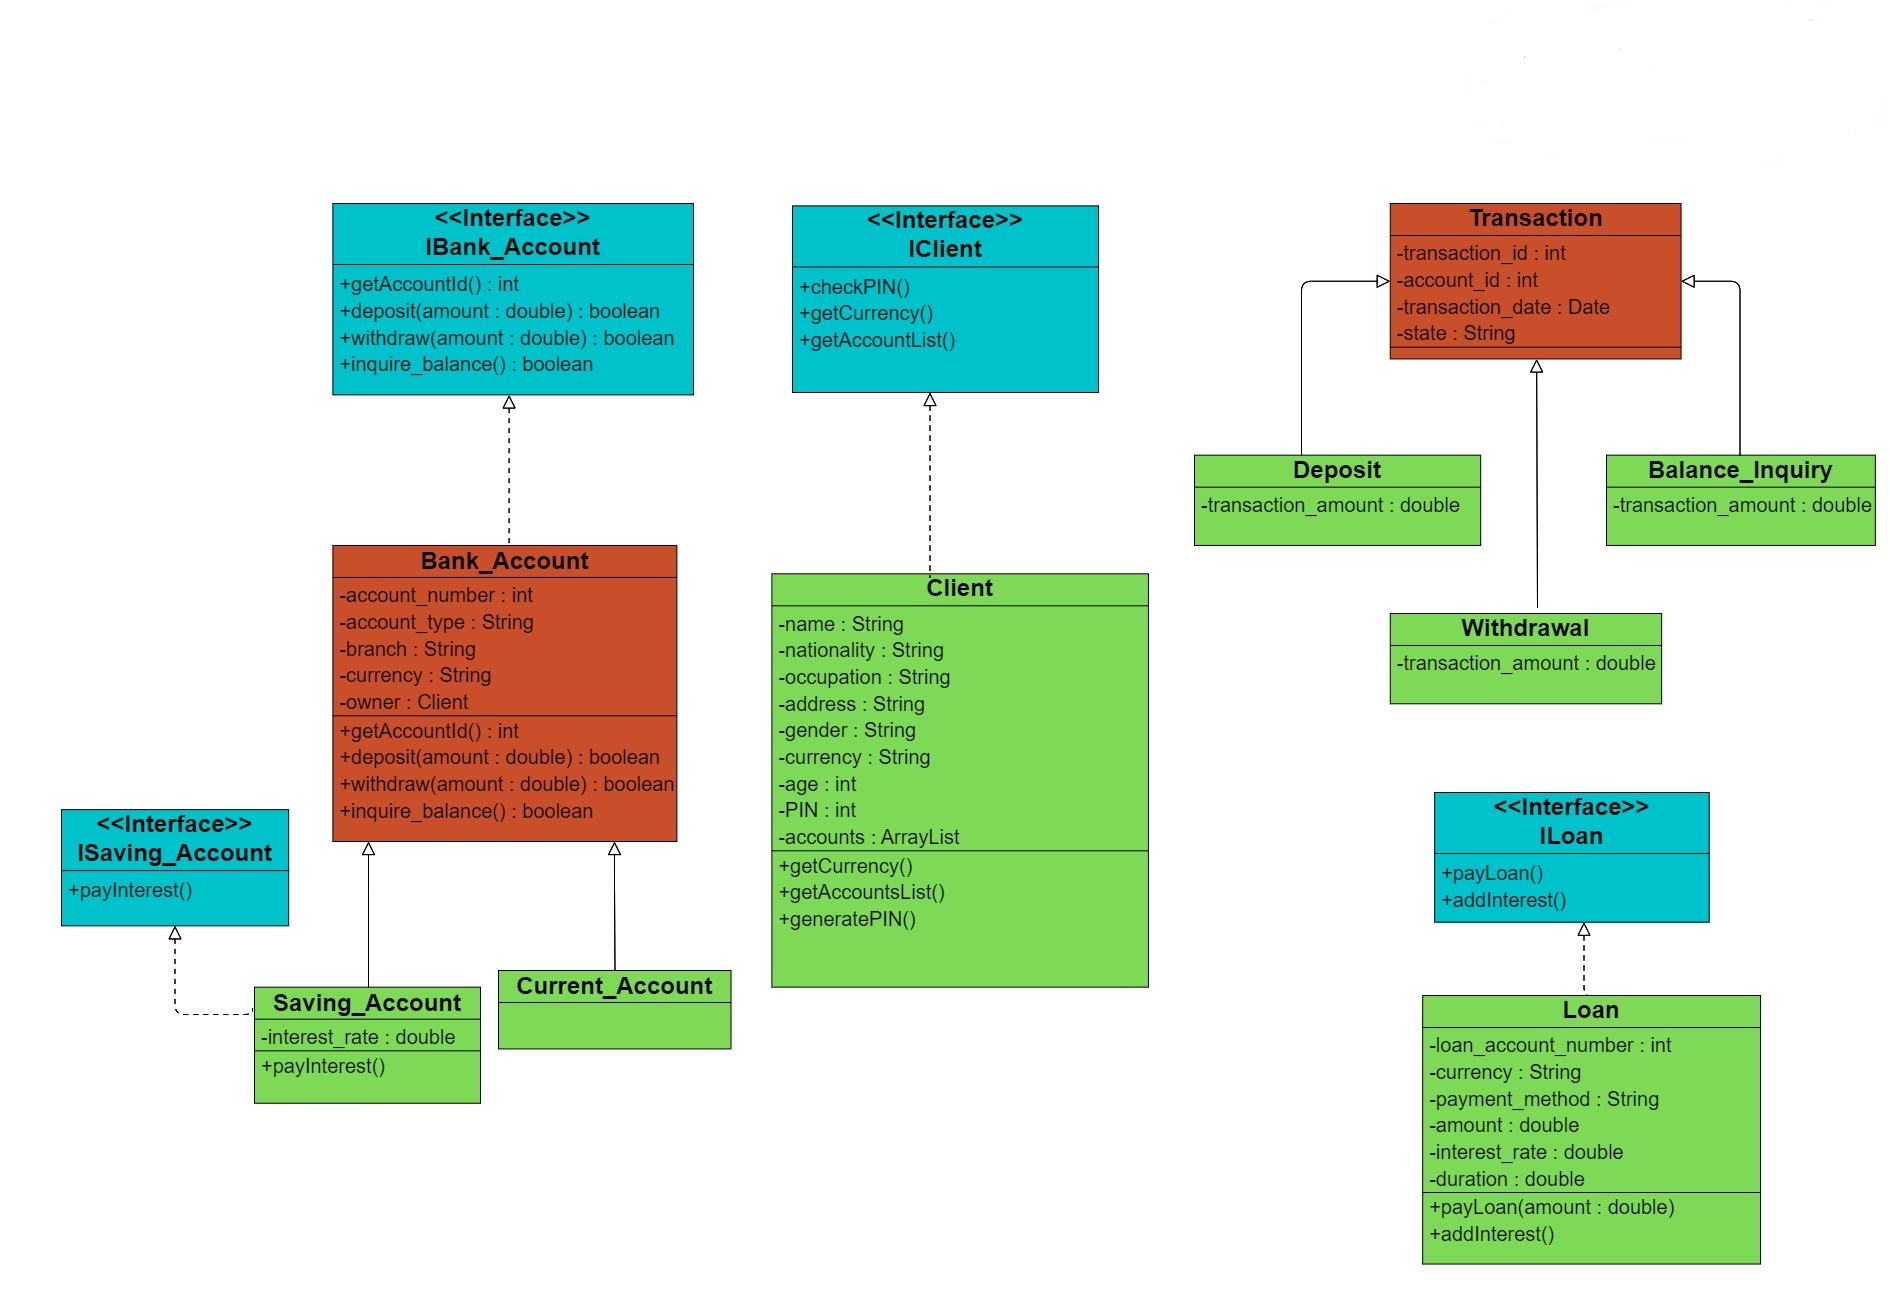 <<Interface>>
IBank_Account
+getAccountId() : int
+deposit(amount : double) : boolean
+withdraw(amount : double) : boolean
+inquire_balance() : boolean
<<Interface>>
IClient
+checkPIN()
+getCurrency()
+getAccountList()
Transaction
-transaction_id : int
-account_id : int
-transaction_date : Date
-state : String
Deposit
-transaction_amount : double
Balance_Inquiry
-transaction_amount : double
Withdrawal
-transaction_amount : double
Bank_Account
-account_number : int
-account_type : String
-branch : String
-currency : String
-owner : Client
+getAccountId() : int
+deposit(amount : double) : boolean
+withdraw(amount : double) : boolean
+inquire_balance() : boolean
Client
-name : String
-nationality : String
-occupation : String
-address : String
-gender : String
-currency : String
-age : int
-PIN : int
-accounts : ArrayList
+getCurrency()
+getAccountsList()
+generatePIN()
<<Interface>>
ISaving_Account
+payInterest()
Saving_Account
-interest_rate : double
+payInterest()
Current_Account
<<Interface>>
ILoan
+payLoan()
+addInterest()
Loan
-loan_account_number : int
-currency : String
-payment_method : String
-amount : double
-interest_rate : double
-duration : double
+payLoan(amount : double)
+addInterest()